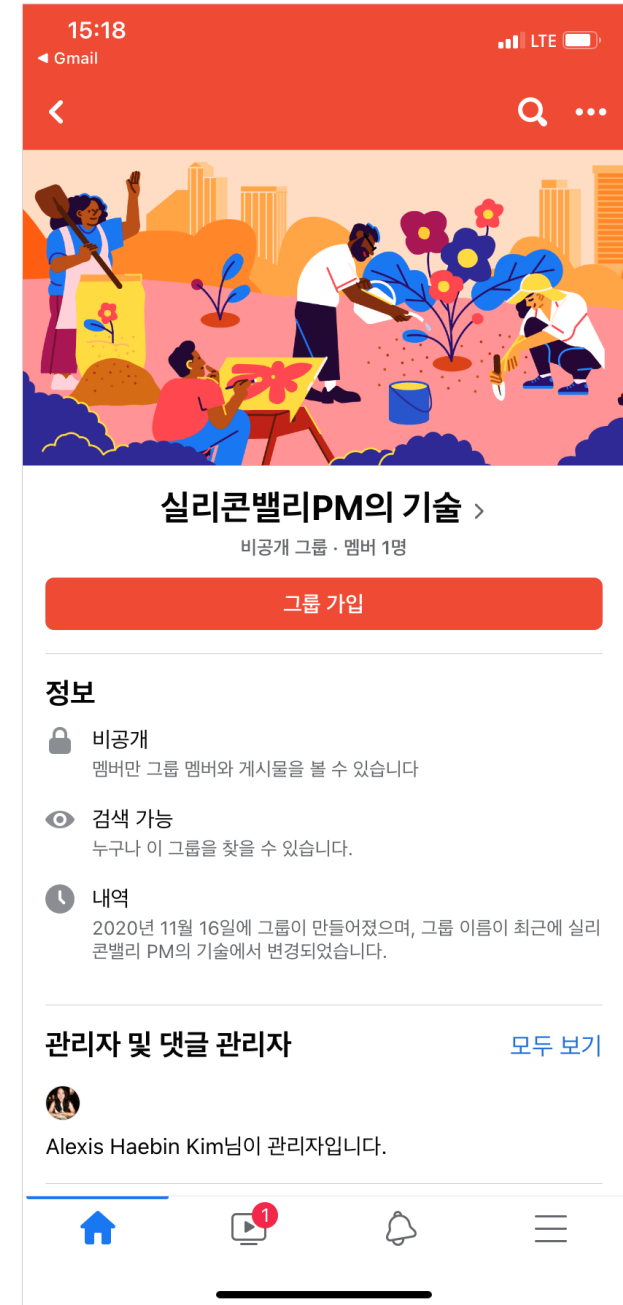 15:18
LTE
◀ Gmail
실리콘밸리PM의 기술 >
비공개 그룹 · 멤버 1명
그룹 가입
정보
비공개
멤버만 그룹 멤버와 게시물을 볼 수 있습니다
검색 가능
누구나 이 그룹을 찾을 수 있습니다.
내역
2020년 11월 16일에 그룹이 만들어졌으며, 그룹 이름이 최근에 실리
콘밸리 PM의 기술에서 변경되었습니다.
관리자 및 댓글 관리자
모두 보기
Alexis Haebin Kim님이 관리자입니다.
1